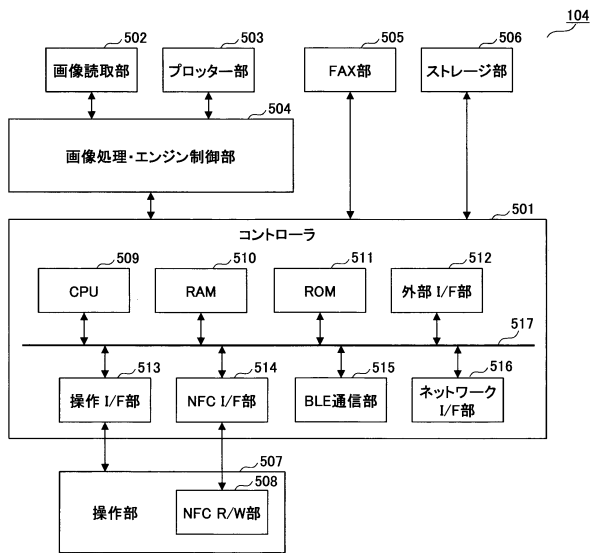 104
502
503
505
506
画像読取部
プロッター部
FAX部
ストレージ部
504
画像処理・エンジン制御部
501
コントローラ
509
510
511
512
CPU
RAM
ROM
外部 I/F部
517
513
514
515
516
操作 I/F部
NFC I/F部
BLE通信部
ネットワーク
I/F部
507
508
操作部
NFC R/W部